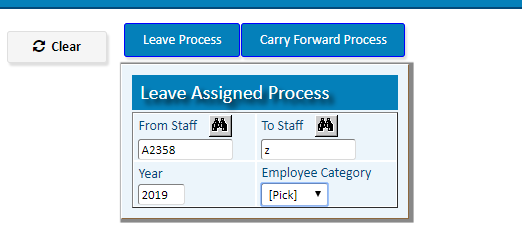 Clear
Leave Process
Carry Forward Process
Leave Assigned Process
From Staff
To Staff
A2358
z
Year
Employee Category
2019
[Pick]